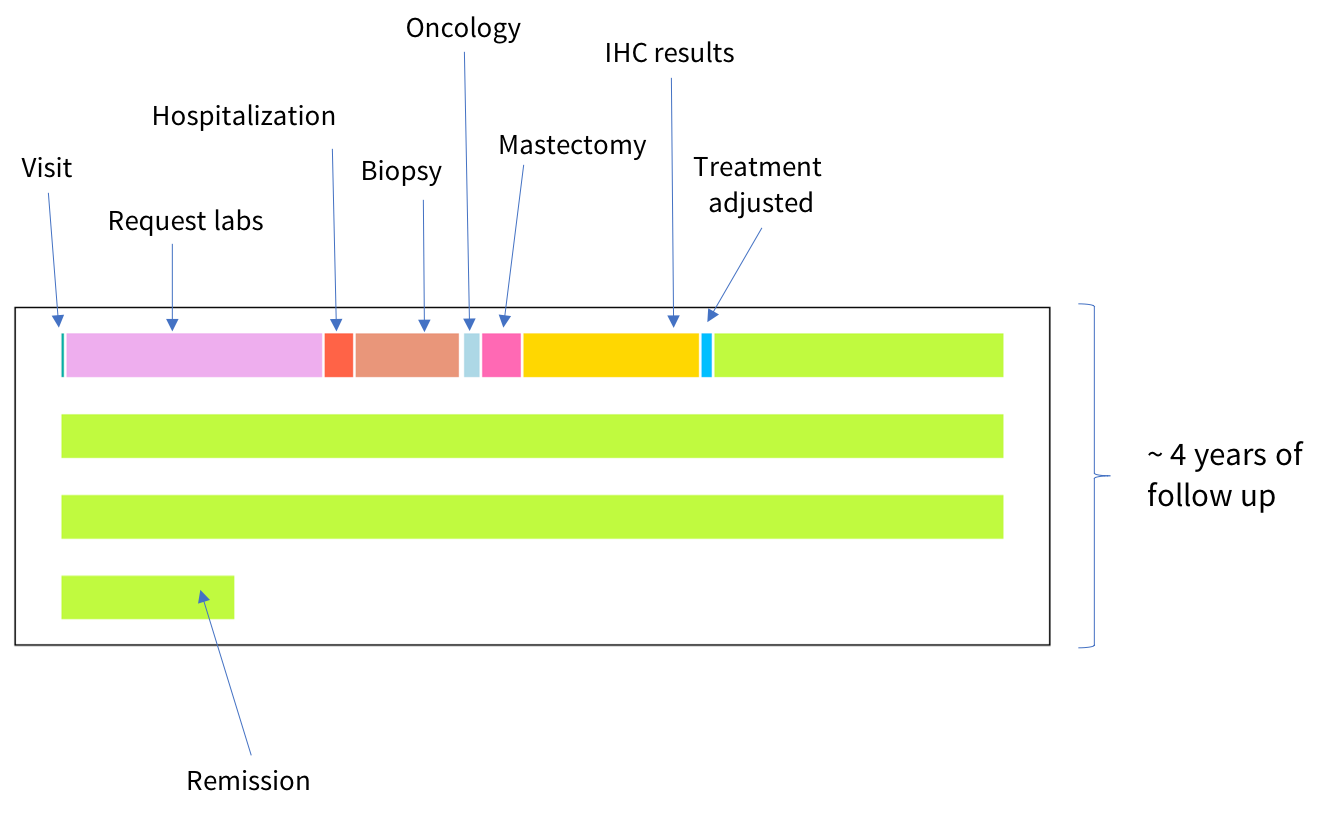 Oncology
IHC results
Hospitalization
Mastectomy
Visit
Biopsy
Treatment
adjusted
Request labs
~ 4 years of
follow up
Remission